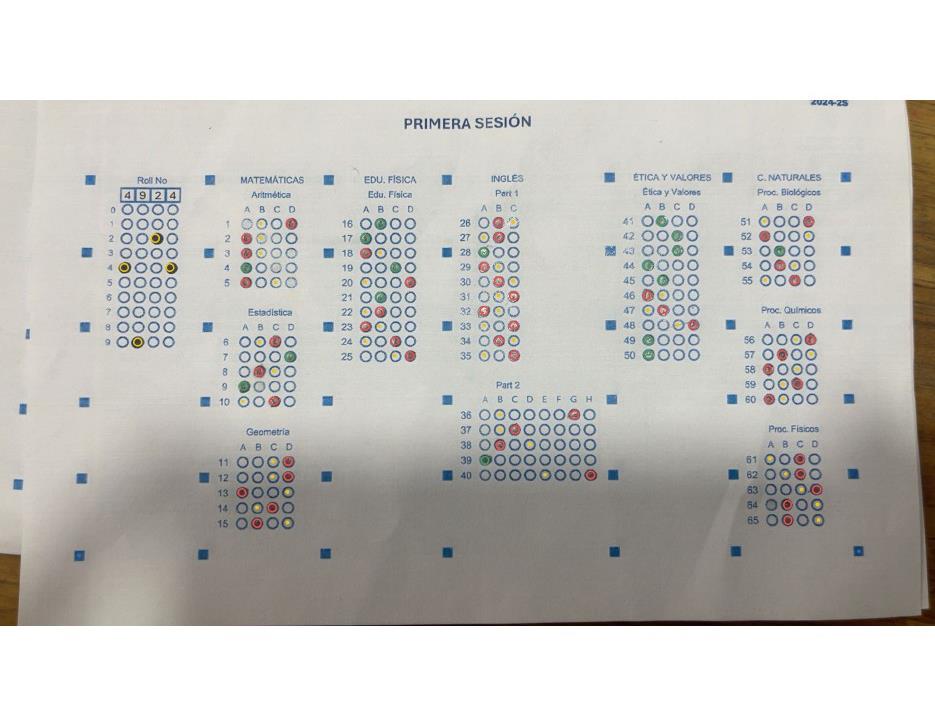 2024-25
PRIMERA SESIÓN
Roll No
4 9 2 4
0
1
2
3
4
5
6
7
8
9
MATEMÁTICAS
Aritmética
A B C D
1
2
3
4
5
Estadística
A B C D
6
7
8
9
10
Geometría
A B C D
11
12
13
14
15
EDU. FÍSICA
Edu. Física
A B C D
16
17
18
19
20
21
22
23
24
25
INGLÉS
Part 1
A B C
26
27
28
29
30
31
32
33
34
35
Part 2
A B C D E F G H
36
37
38
39
40
ÉTICA Y VALORES
Ética y Valores
A B C D
41
42
43
44
45
46
47
48
49
50
C. NATURALES
Proc. Biológicos
A B C D
51
52
53
54
55
Proc. Químicos
A B C D
56
57
58
59
60
Proc. Físicos
A B C D
61
62
63
64
65